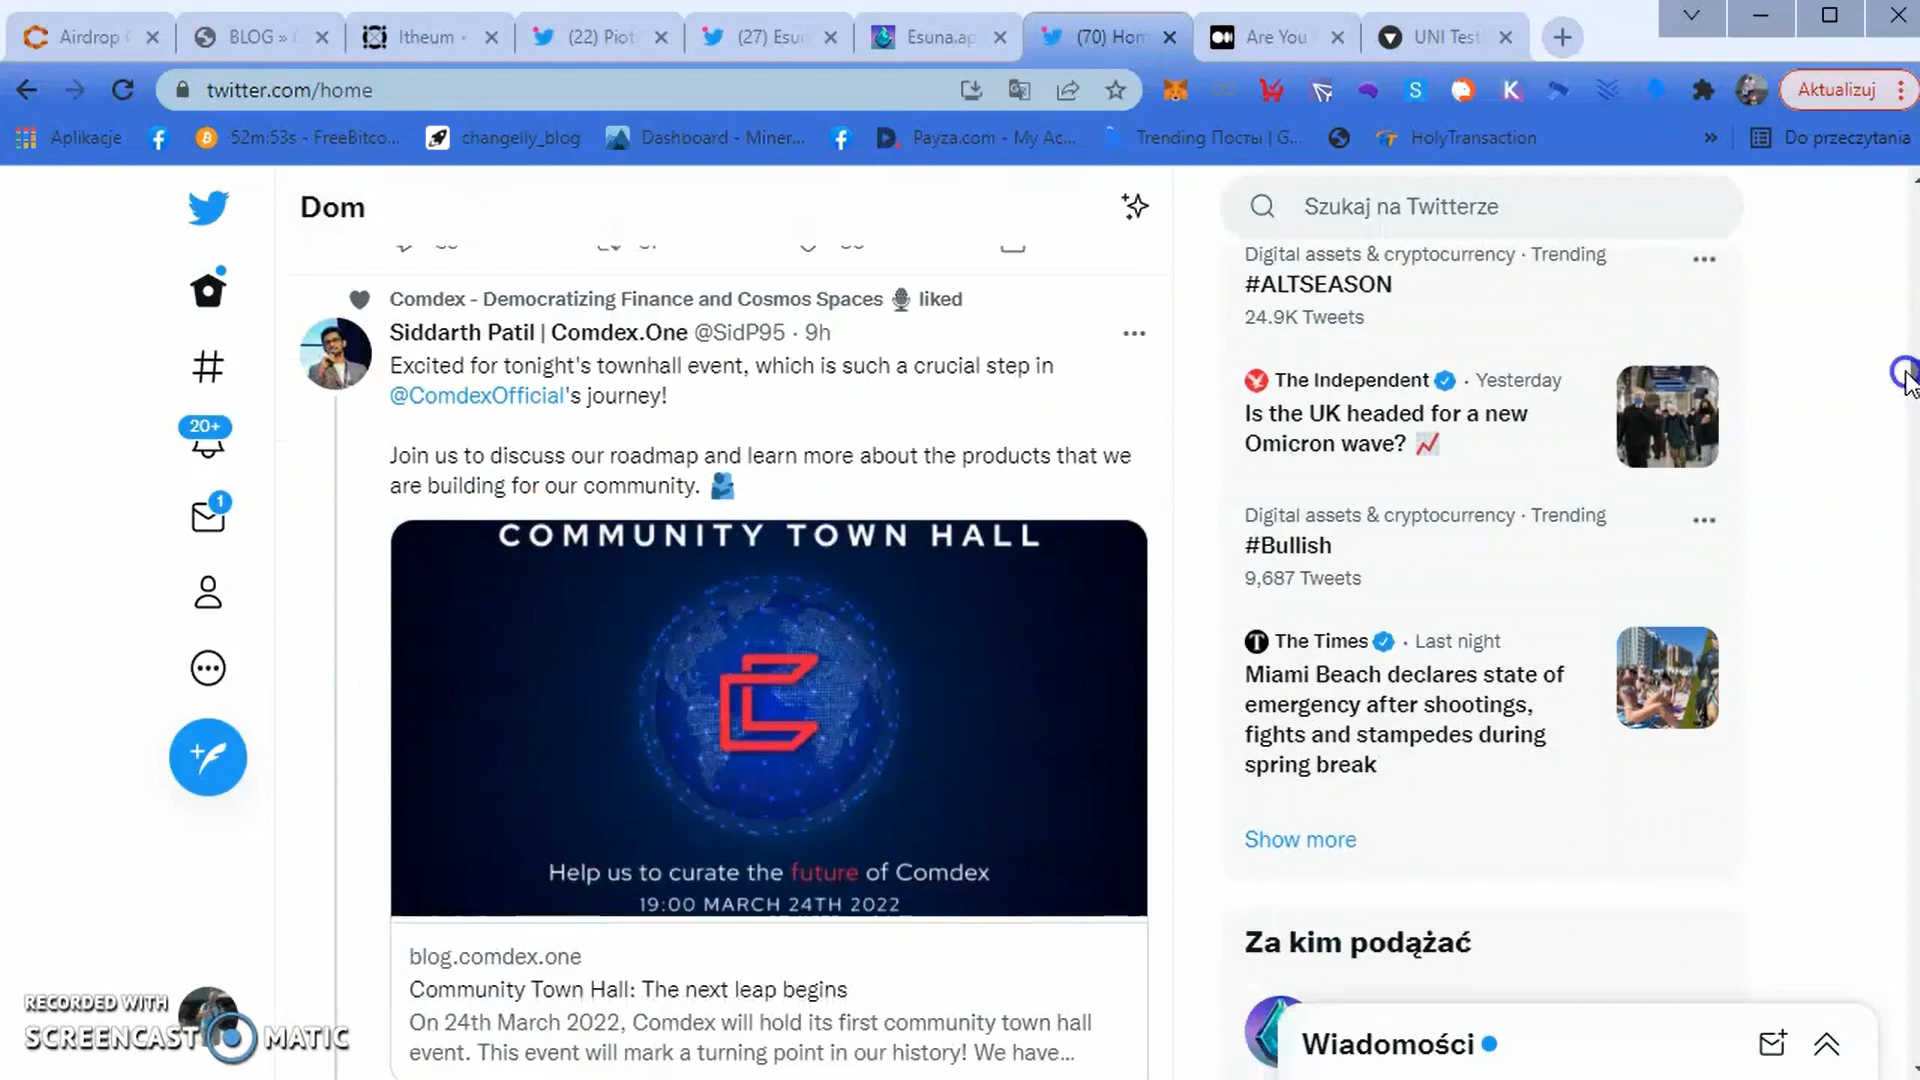 Airdrop
BLOG »
Itheum
(22) Piot
(27) Esun
Esuna.ap
(70) Hom
Are You
UNI Test
twitter.com/home
Aktualizuj
Aplikacje
52m:53s - FreeBitco...
changelly_blog
Dashboard - Miner...
Payza.com - My Ac...
Trending Посты | G...
HolyTransaction
»
Do przeczytania
Dom
Comdex - Democratizing Finance and Cosmos Spaces 🎙 liked
Siddarth Patil | Comdex.One @SidP95 · 9h
Excited for tonight's townhall event, which is such a crucial step in
@ComdexOfficial's journey!
Join us to discuss our roadmap and learn more about the products that we
are building for our community. 🫂
COMMUNITY TOWN HALL
Help us to curate the future of Comdex
19:00 MARCH 24TH 2022
blog.comdex.one
Community Town Hall: The next leap begins
On 24th March 2022, Comdex will hold its first community town hall
event. This event will mark a turning point in our history! We have...
20+
1
Szukaj na Twitterze
Digital assets & cryptocurrency · Trending
#ALTSEASON
24.9K Tweets
The Independent · Yesterday
Is the UK headed for a new
Omicron wave? 📈
Digital assets & cryptocurrency · Trending
#Bullish
9,687 Tweets
The Times · Last night
Miami Beach declares state of
emergency after shootings,
fights and stampedes during
spring break
Show more
Za kim podążać
Wiadomości
RECORDED WITH
SCREENCAST MATIC